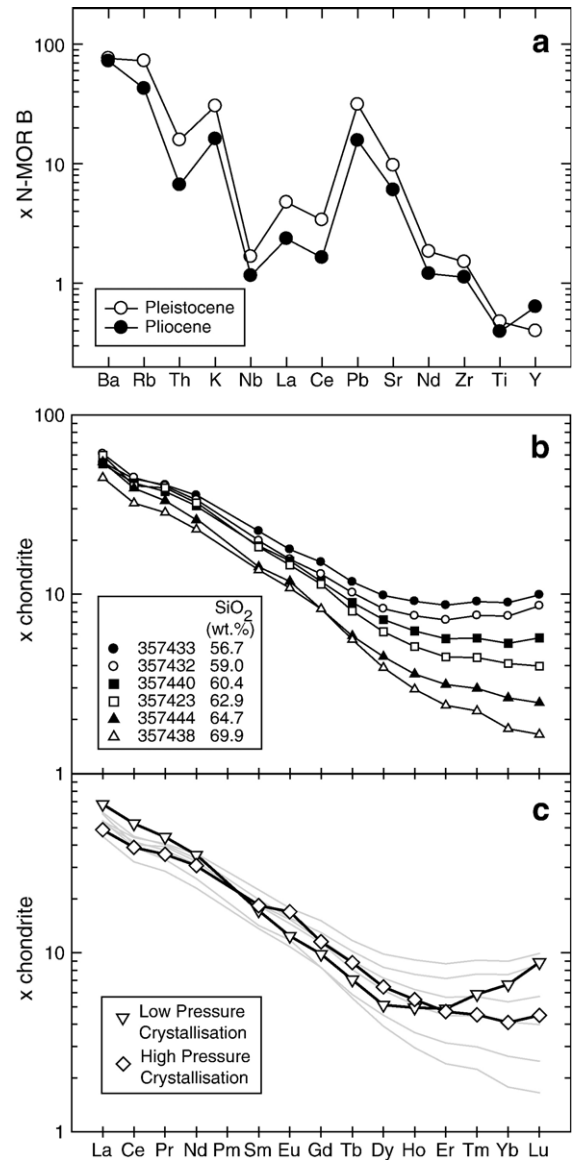 a
100
10
1
x N-MOR B
Pleistocene
Pliocene
Ba Rb Th K Nb La Ce Pb Sr Nd Zr Ti Y
b
100
10
1
x chondrite
SiO2
(wt.%)
357433 56.7
357432 59.0
357440 60.4
357423 62.9
357444 64.7
357438 69.9
c
10
1
x chondrite
Low Pressure
Crystallisation
High Pressure
Crystallisation
La Ce Pr Nd Pm Sm Eu Gd Tb Dy Ho Er Tm Yb Lu